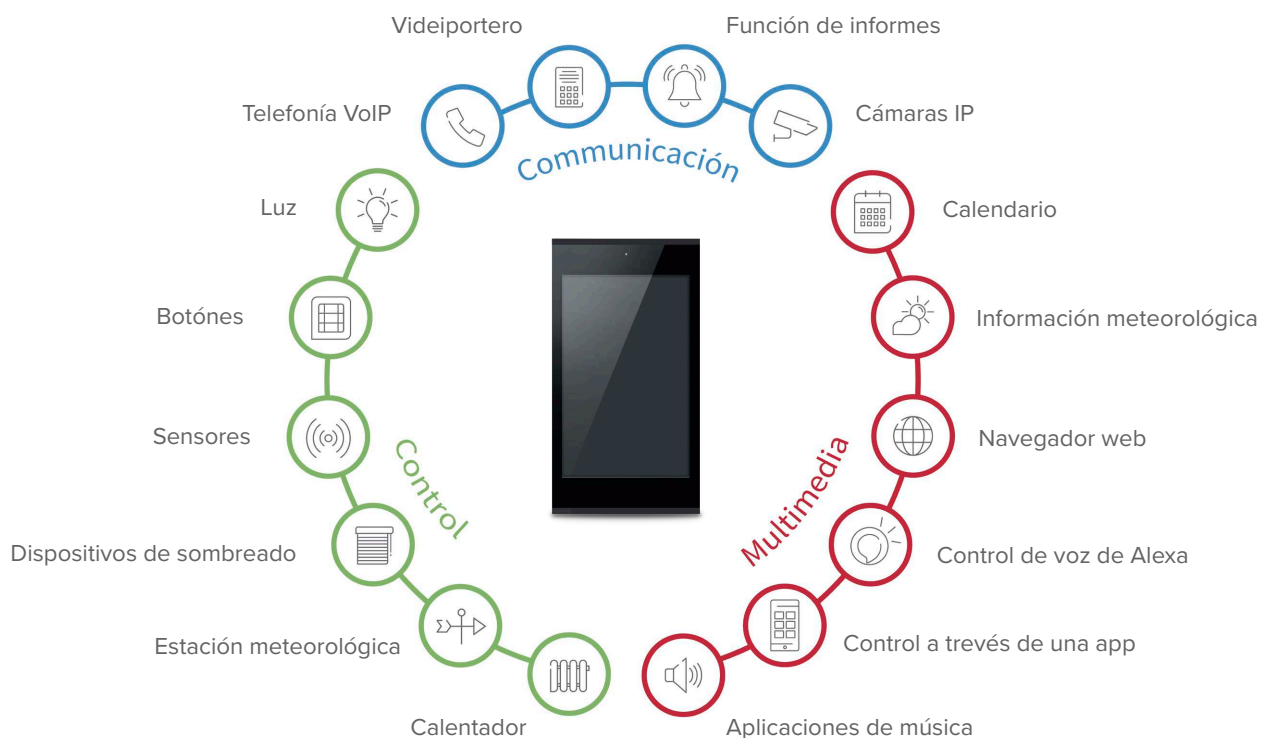 Videiportero
Función de informes
Telefonía VoIP
Cámaras IP
Communicación
Luz
Calendario
Botónes
Información meteorológica
Sensores
Navegador web
Control
Multimedia
Dispositivos de sombreado
Control de voz de Alexa
Estación meteorológica
Control a trevés de una app
Calentador
Aplicaciones de música